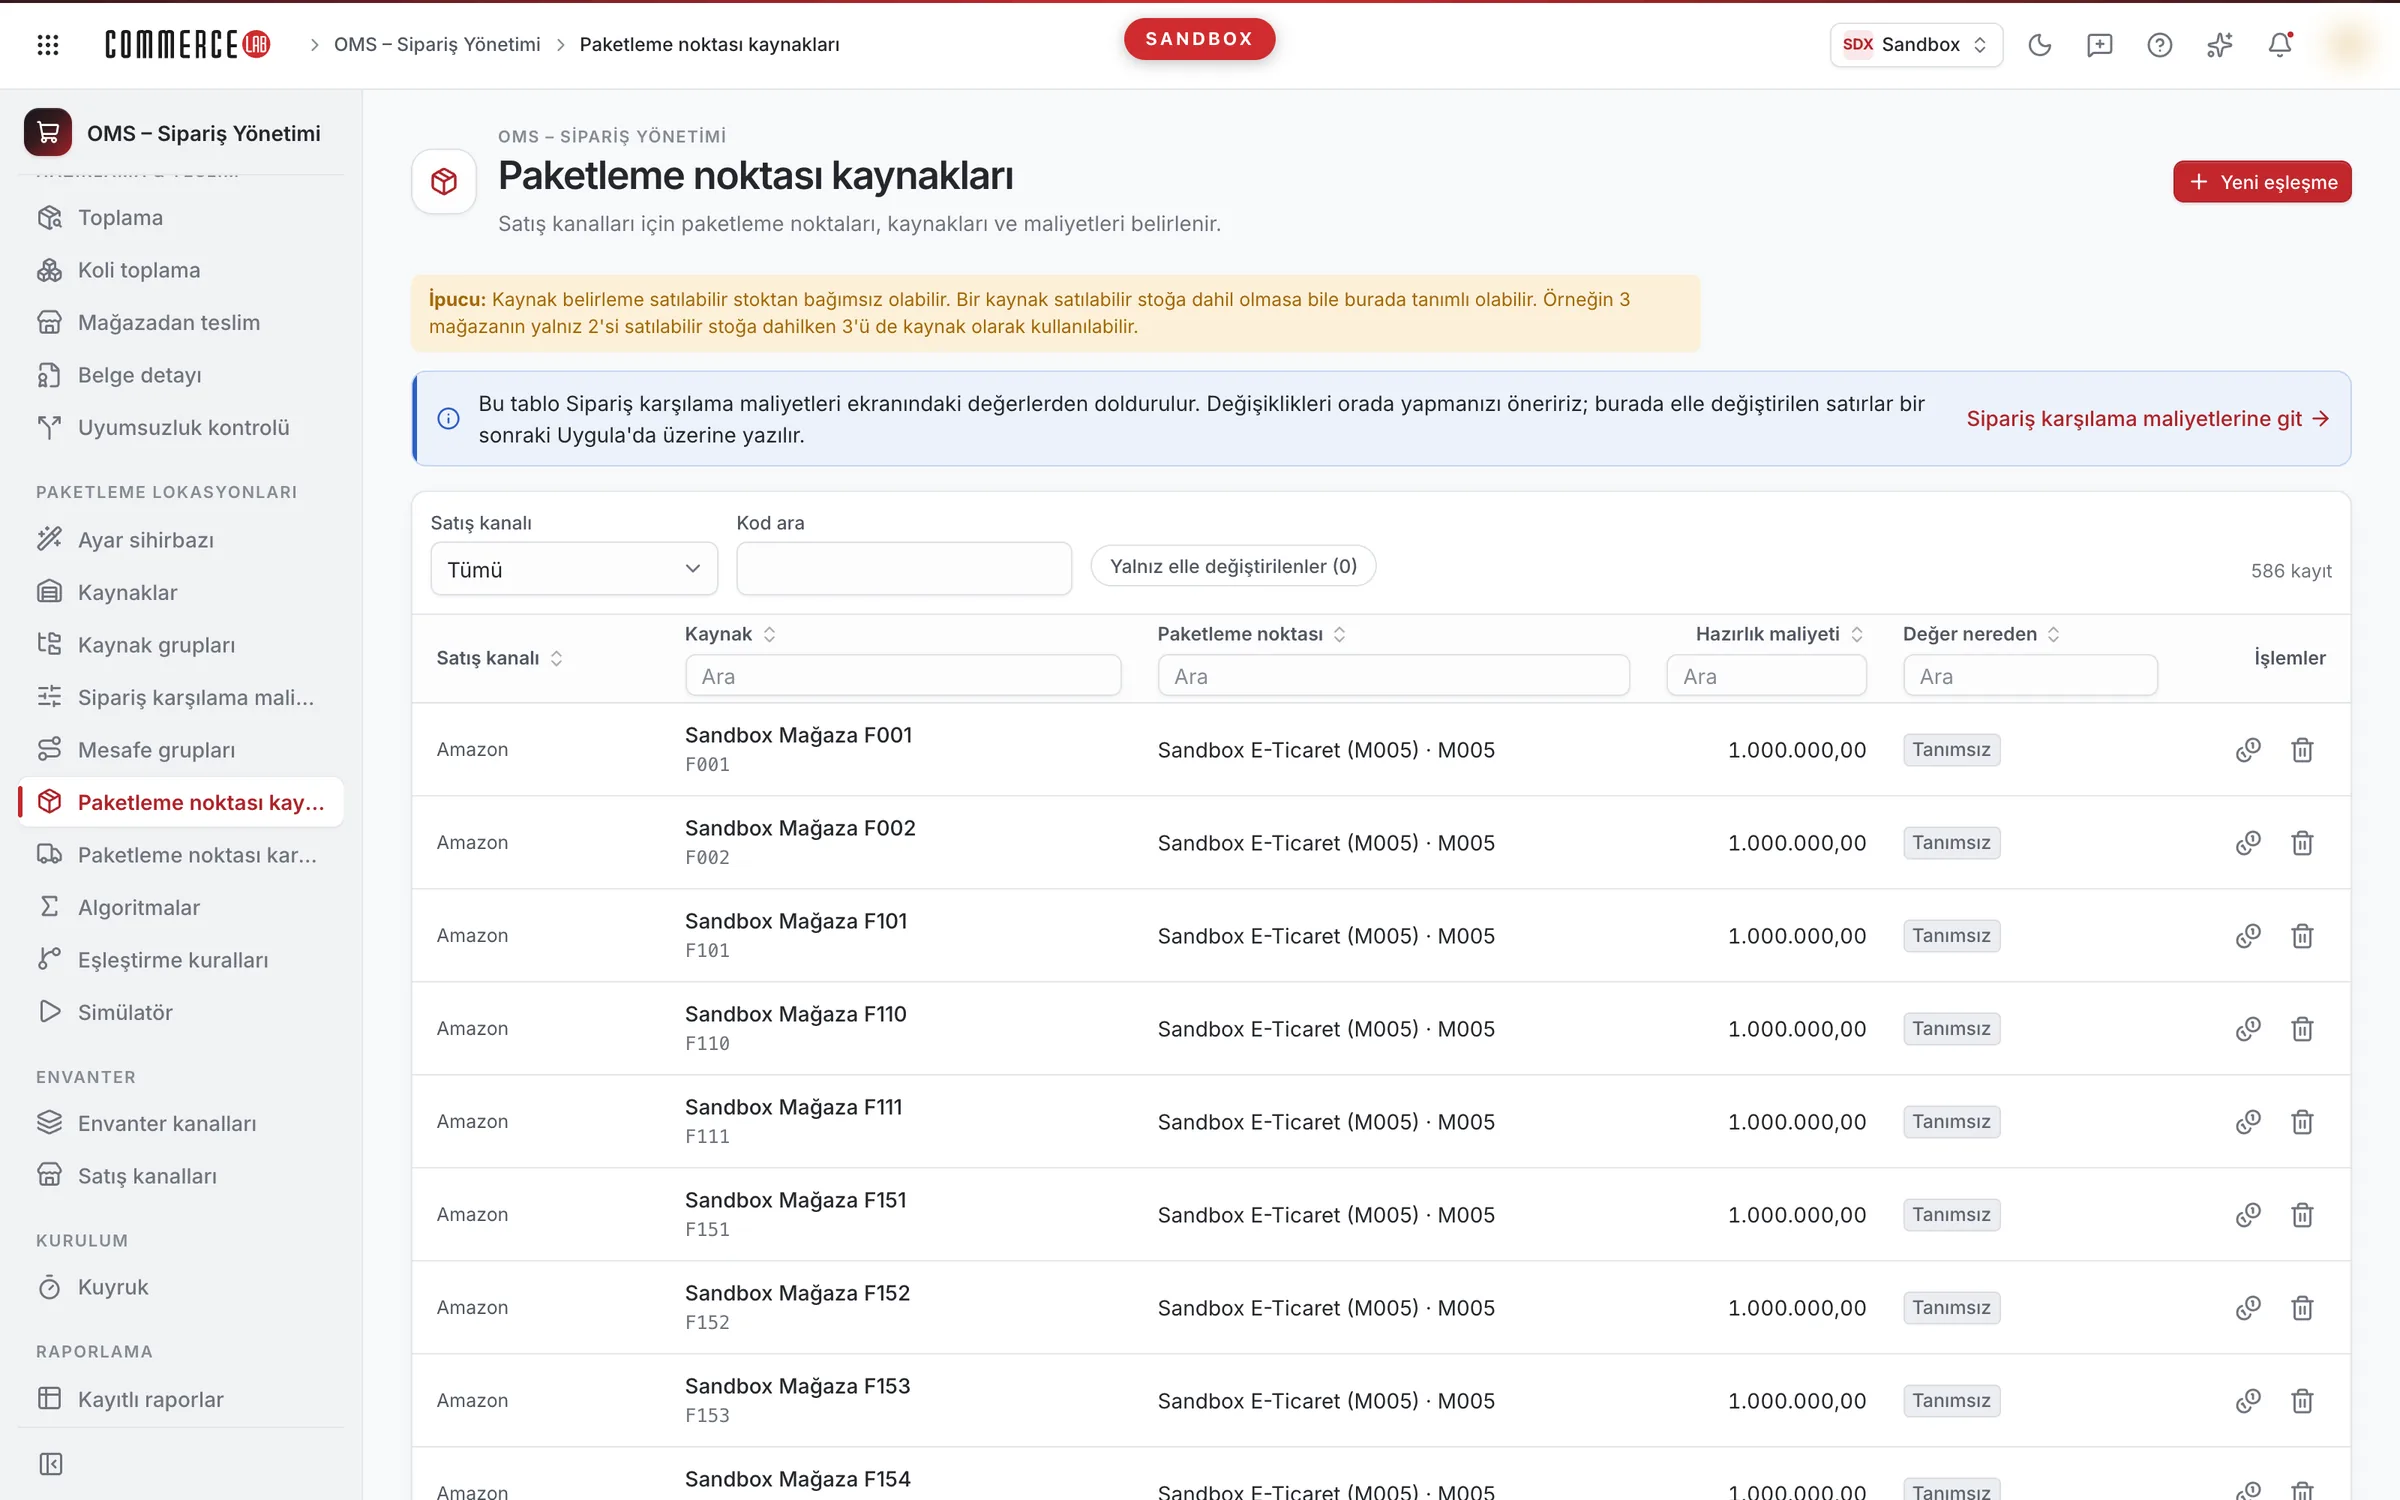 COMMERCE LAB
OMS – Sipariş Yönetimi
Paketleme noktası kaynakları
SANDBOX
SDX Sandbox
OMS – Sipariş Yönetimi
Toplama
Koli toplama
Mağazadan teslim
Belge detayı
Uyumsuzluk kontrolü
PAKETLEME LOKASYONLARI
Ayar sihirbazı
Kaynaklar
Kaynak grupları
Sipariş karşılama mali...
Mesafe grupları
Paketleme noktası kay...
Paketleme noktası kar...
Algoritmalar
Eşleştirme kuralları
Simülatör
ENVANTER
Envanter kanalları
Satış kanalları
KURULUM
Kuyruk
RAPORLAMA
Kayıtlı raporlar
OMS – SİPARİŞ YÖNETİMİ
Paketleme noktası kaynakları
Satış kanalları için paketleme noktaları, kaynakları ve maliyetleri belirlenir.
Yeni eşleşme
İpucu: Kaynak belirleme satılabilir stoktan bağımsız olabilir. Bir kaynak satılabilir stoğa dahil olmasa bile burada tanımlı olabilir. Örneğin 3
mağazanın yalnız 2'si satılabilir stoğa dahilken 3'ü de kaynak olarak kullanılabilir.
Bu tablo Sipariş karşılama maliyetleri ekranındaki değerlerden doldurulur. Değişiklikleri orada yapmanızı öneririz; burada elle değiştirilen satırlar bir
sonraki Uygula'da üzerine yazılır.
Sipariş karşılama maliyetlerine git →
Satış kanalı
Kod ara
Tümü
Yalnız elle değiştirilenler (0)
586 kayıt
Satış kanalı
Kaynak
Paketleme noktası
Hazırlık maliyeti
Değer nereden
İşlemler
Ara
Ara
Ara
Ara
Amazon
Sandbox Mağaza F001
F001
Sandbox E-Ticaret (M005) · M005
1.000.000,00
Tanımsız
Amazon
Sandbox Mağaza F002
F002
Sandbox E-Ticaret (M005) · M005
1.000.000,00
Tanımsız
Amazon
Sandbox Mağaza F101
F101
Sandbox E-Ticaret (M005) · M005
1.000.000,00
Tanımsız
Amazon
Sandbox Mağaza F110
F110
Sandbox E-Ticaret (M005) · M005
1.000.000,00
Tanımsız
Amazon
Sandbox Mağaza F111
F111
Sandbox E-Ticaret (M005) · M005
1.000.000,00
Tanımsız
Amazon
Sandbox Mağaza F151
F151
Sandbox E-Ticaret (M005) · M005
1.000.000,00
Tanımsız
Amazon
Sandbox Mağaza F152
F152
Sandbox E-Ticaret (M005) · M005
1.000.000,00
Tanımsız
Amazon
Sandbox Mağaza F153
F153
Sandbox E-Ticaret (M005) · M005
1.000.000,00
Tanımsız
Amazon
Sandbox Mağaza F154
Sandbox E-Ticaret (M005) · M005
1.000.000,00
Tanımsız